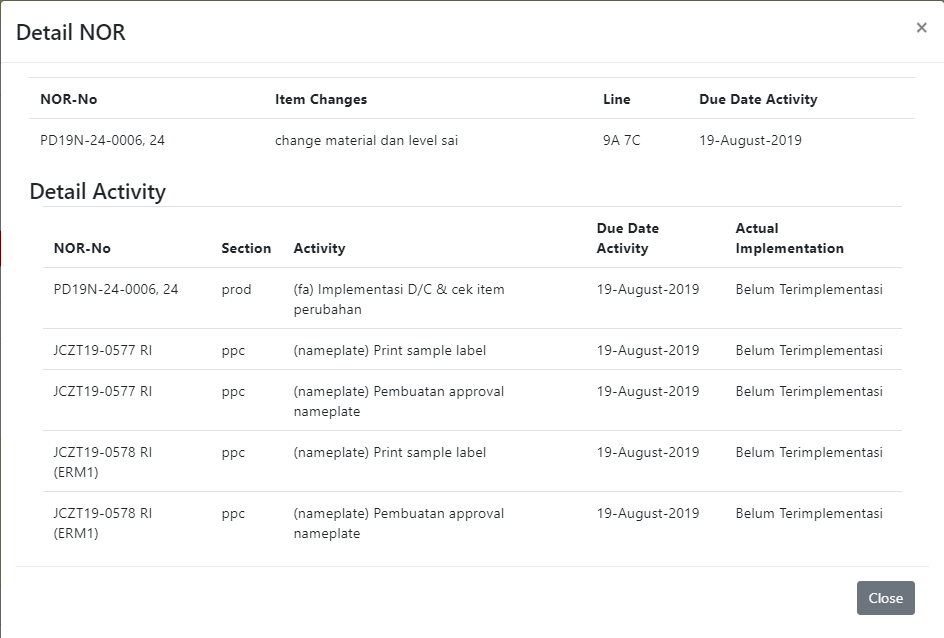 Detail NOR
×
NOR-No Item Changes Line Due Date Activity
PD19N-24-0006, 24 change material dan level sai 9A 7C 19-August-2019
Detail Activity
NOR-No Section Activity Due Date Activity Actual Implementation
PD19N-24-0006, 24 prod (fa) Implementasi D/C & cek item perubahan 19-August-2019 Belum Terimplementasi
JCZT19-0577 RI ppc (nameplate) Print sample label 19-August-2019 Belum Terimplementasi
JCZT19-0577 RI ppc (nameplate) Pembuatan approval nameplate 19-August-2019 Belum Terimplementasi
JCZT19-0578 RI (ERM1) ppc (nameplate) Print sample label 19-August-2019 Belum Terimplementasi
JCZT19-0578 RI (ERM1) ppc (nameplate) Pembuatan approval nameplate 19-August-2019 Belum Terimplementasi
Close